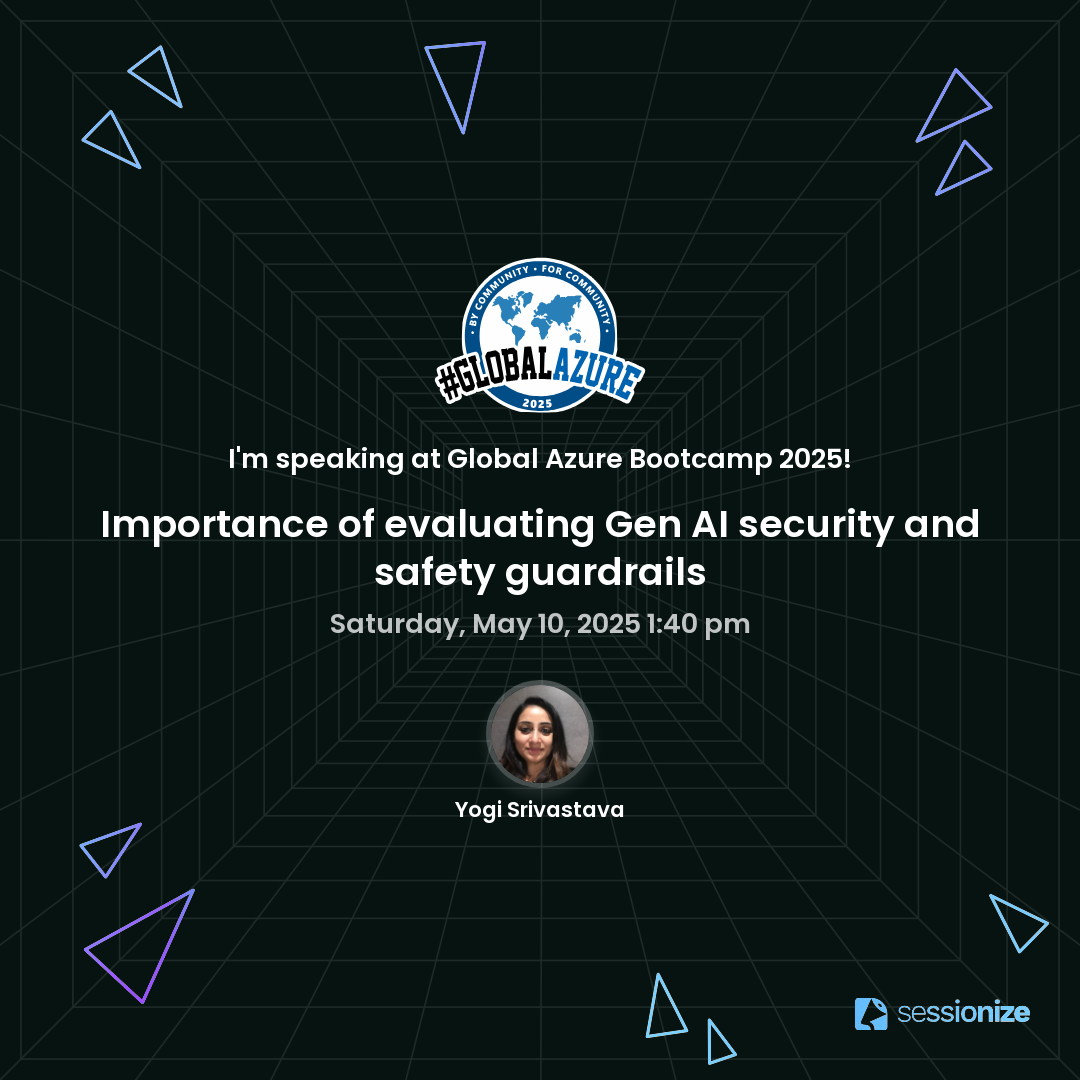 • BY COMMUNITY • FOR COMMUNITY •
#GLOBALAZURE
2025
I'm speaking at Global Azure Bootcamp 2025!
Importance of evaluating Gen AI security and
safety guardrails
Saturday, May 10, 2025 1:40 pm
Yogi Srivastava
sessionize